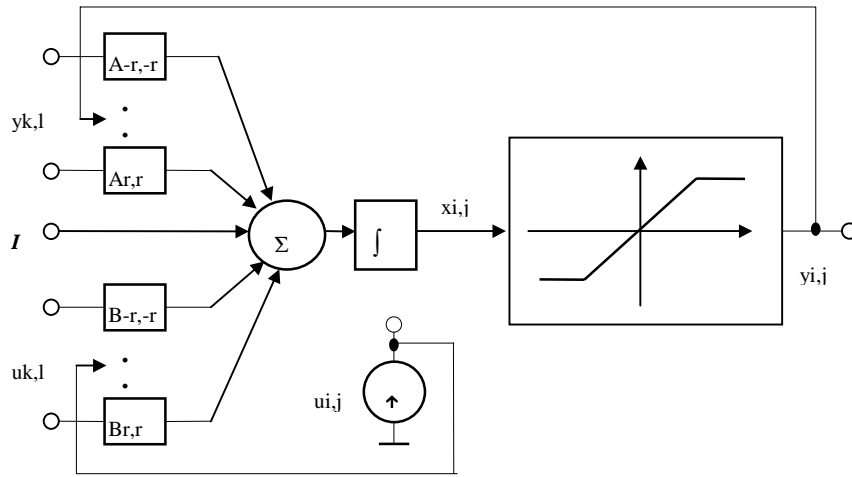 A-r,-r
yk,l
Ar,r
I
Σ
∫
xi,j
yi,j
B-r,-r
uk,l
Br,r
ui,j